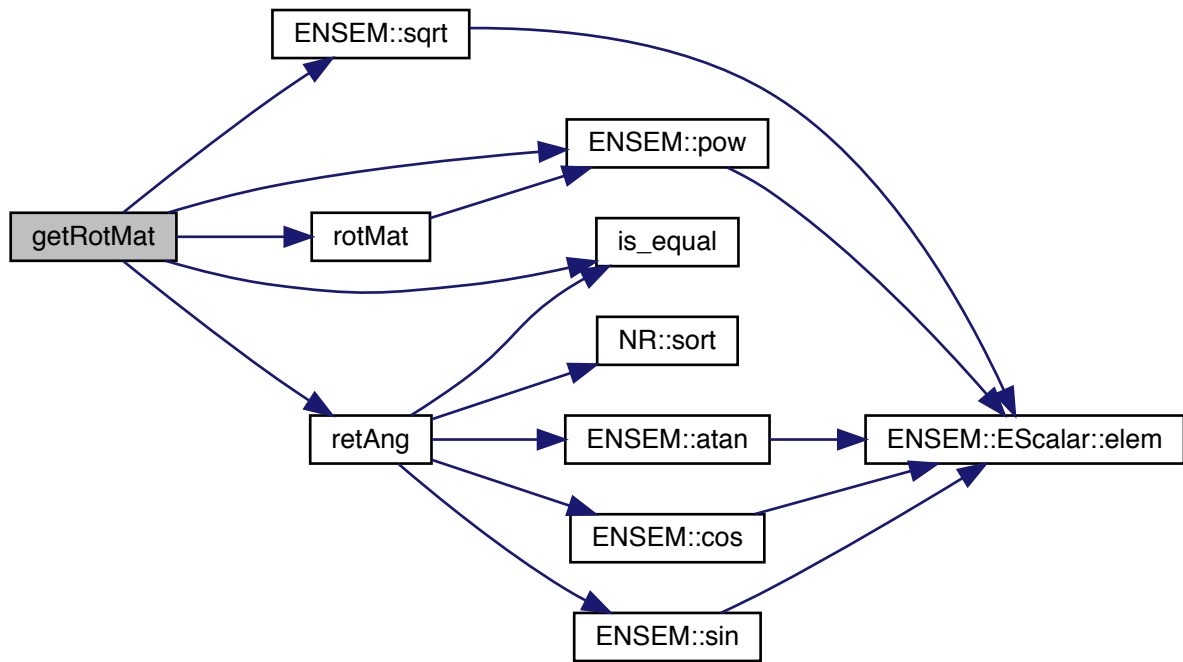 ENSEM::sqrt
ENSEM::pow
getRotMat
rotMat
is_equal
NR::sort
retAng
ENSEM::atan
ENSEM::EScalar::elem
ENSEM::cos
ENSEM::sin